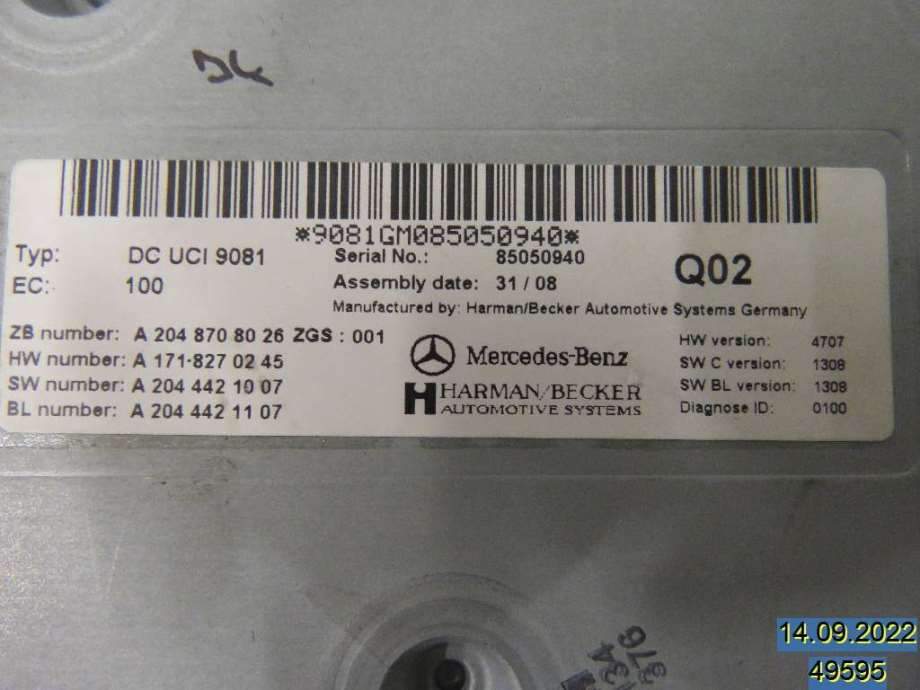 *9081GM085050940*
Typ: DC UCI 9081
EC: 100
Serial No.: 85050940
Assembly date: 31 / 08
Q02
Manufactured by: Harman/Becker Automotive Systems Germany
ZB number: A 204 870 80 26 ZGS : 001
HW number: A 171·827 02 45
SW number: A 204 442 10 07
BL number: A 204 442 11 07
Mercedes-Benz
HARMAN/BECKER
AUTOMOTIVE SYSTEMS
HW version: 4707
SW C version: 1308
SW BL version: 1308
Diagnose ID: 0100
14.09.2022
49595